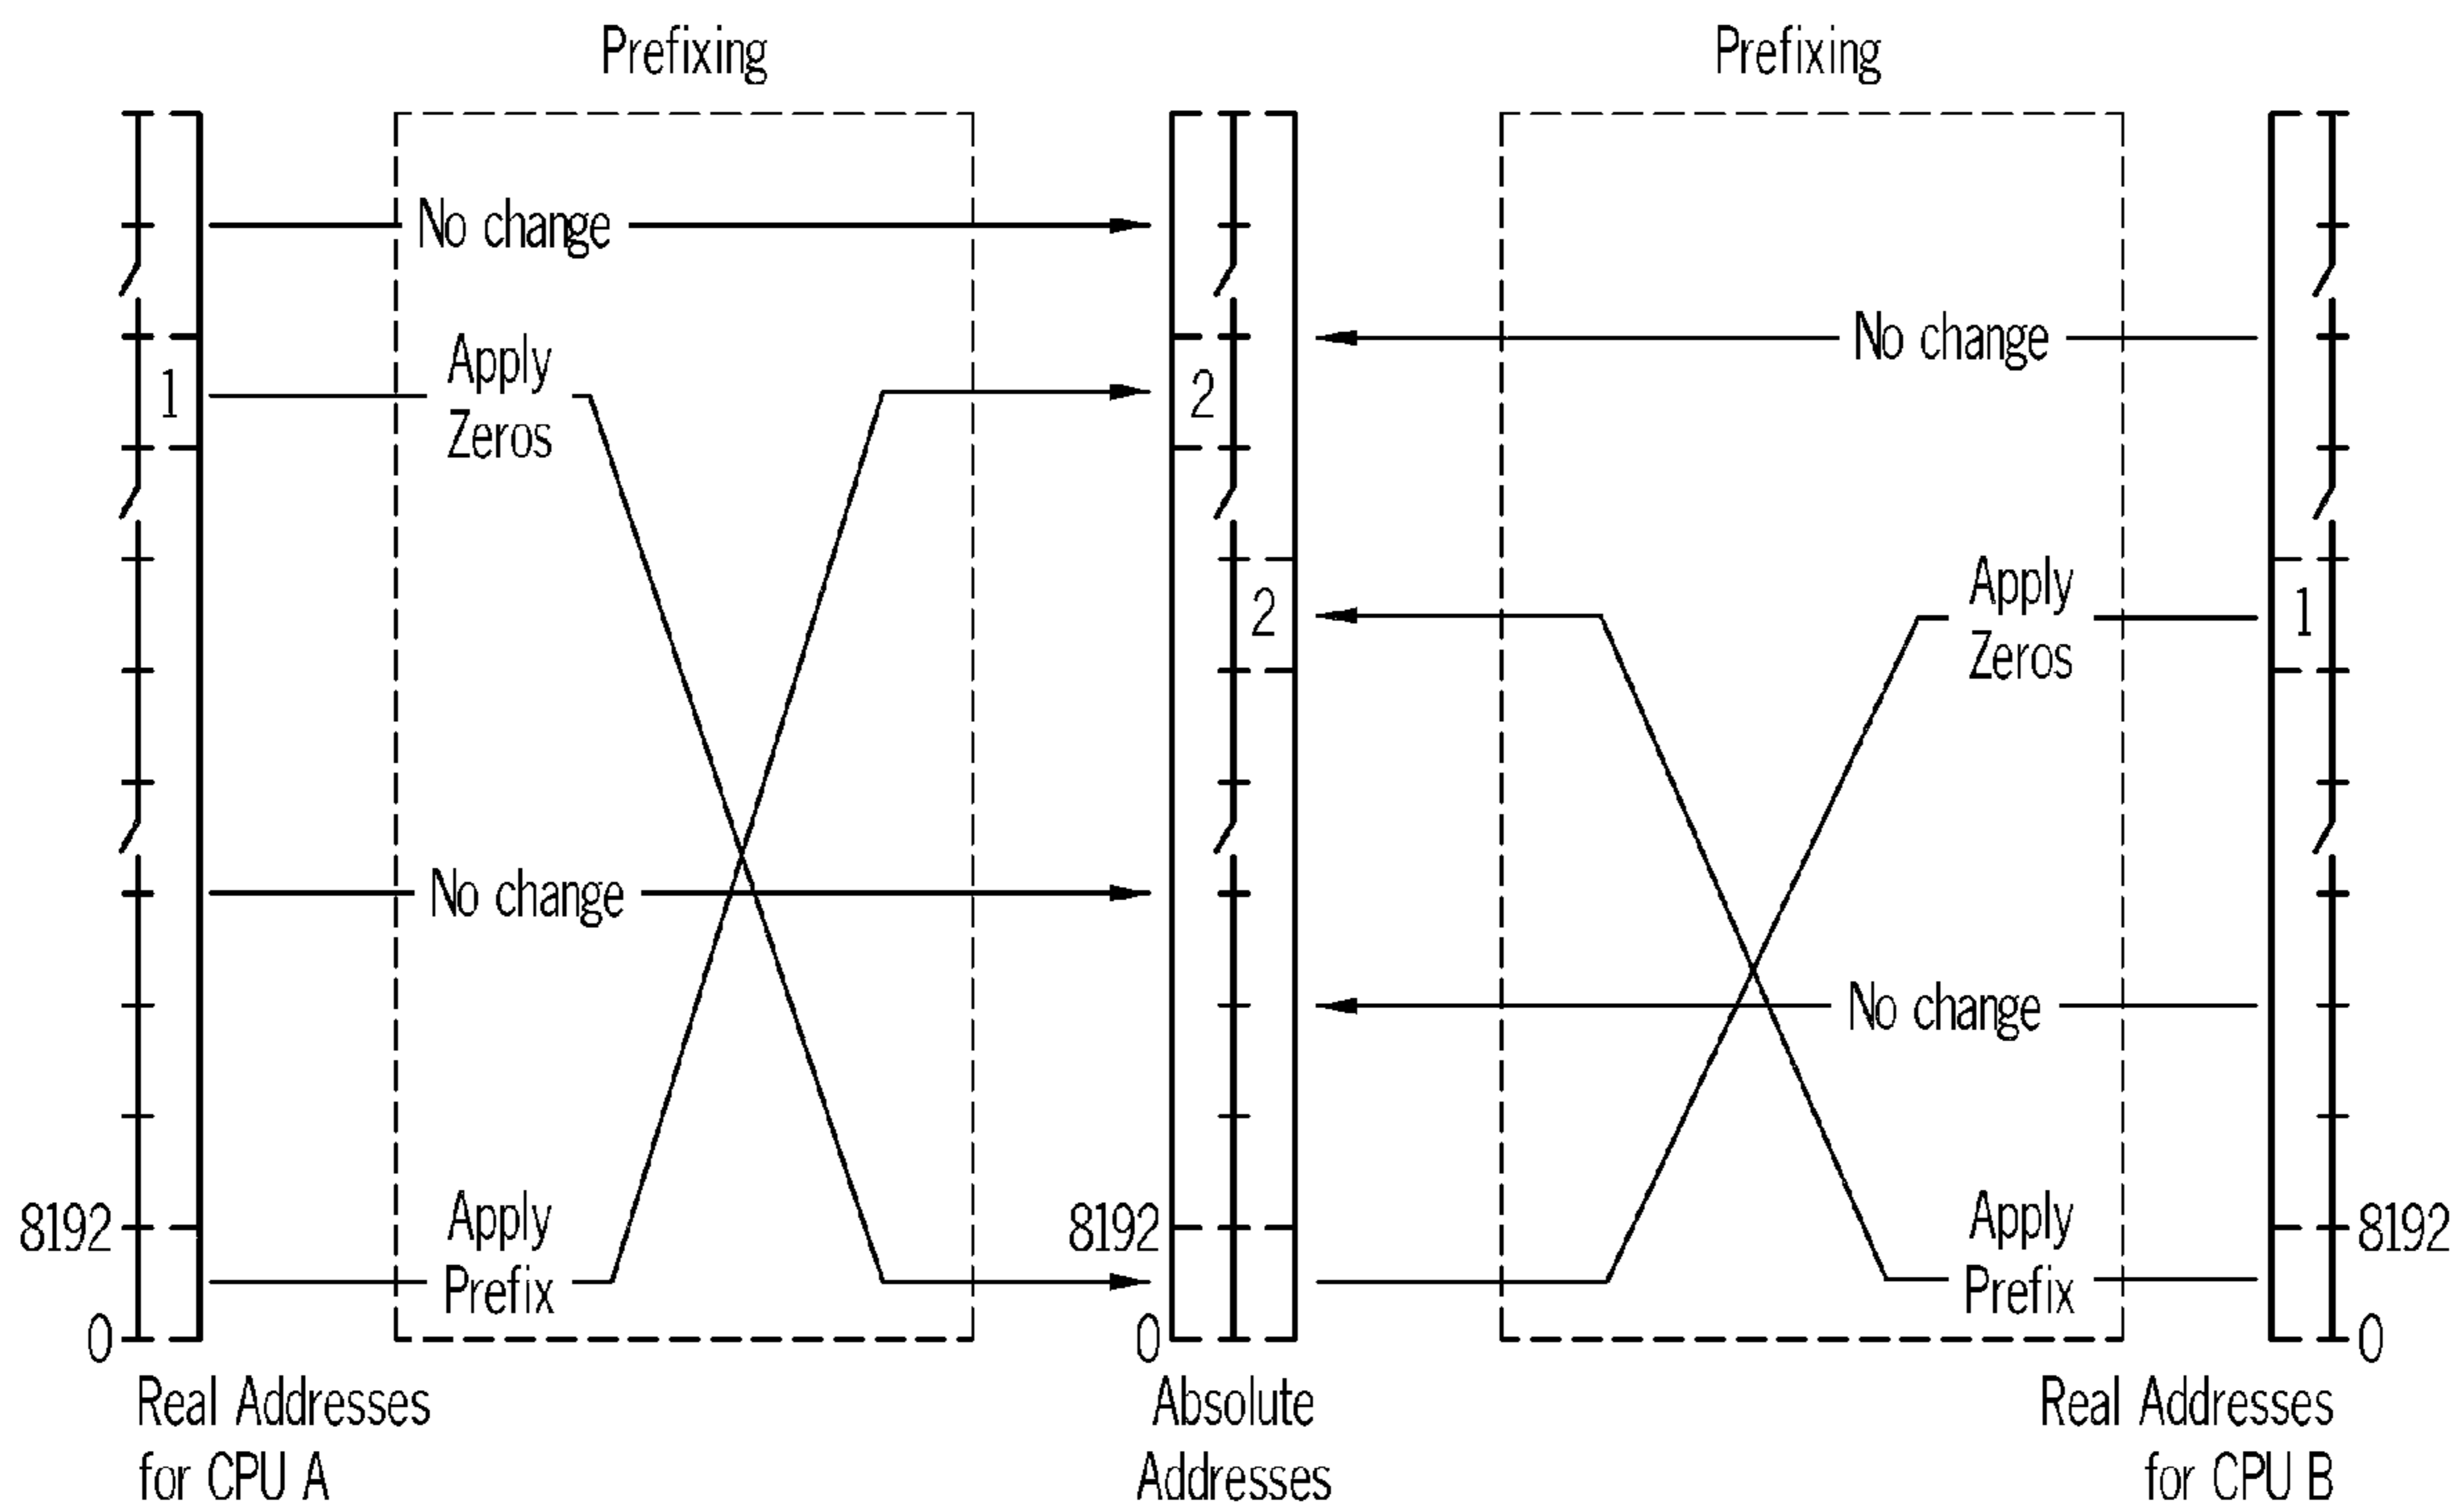 Prefixing
Prefixing
No change
No change
Apply
Zeros
1
2
Apply
Zeros
2
1
No change
No change
Apply
Prefix
8192
8192
Apply
Prefix
8192
0
0
0
Real Addresses
for CPU A
Absolute
Addresses
Real Addresses
for CPU B